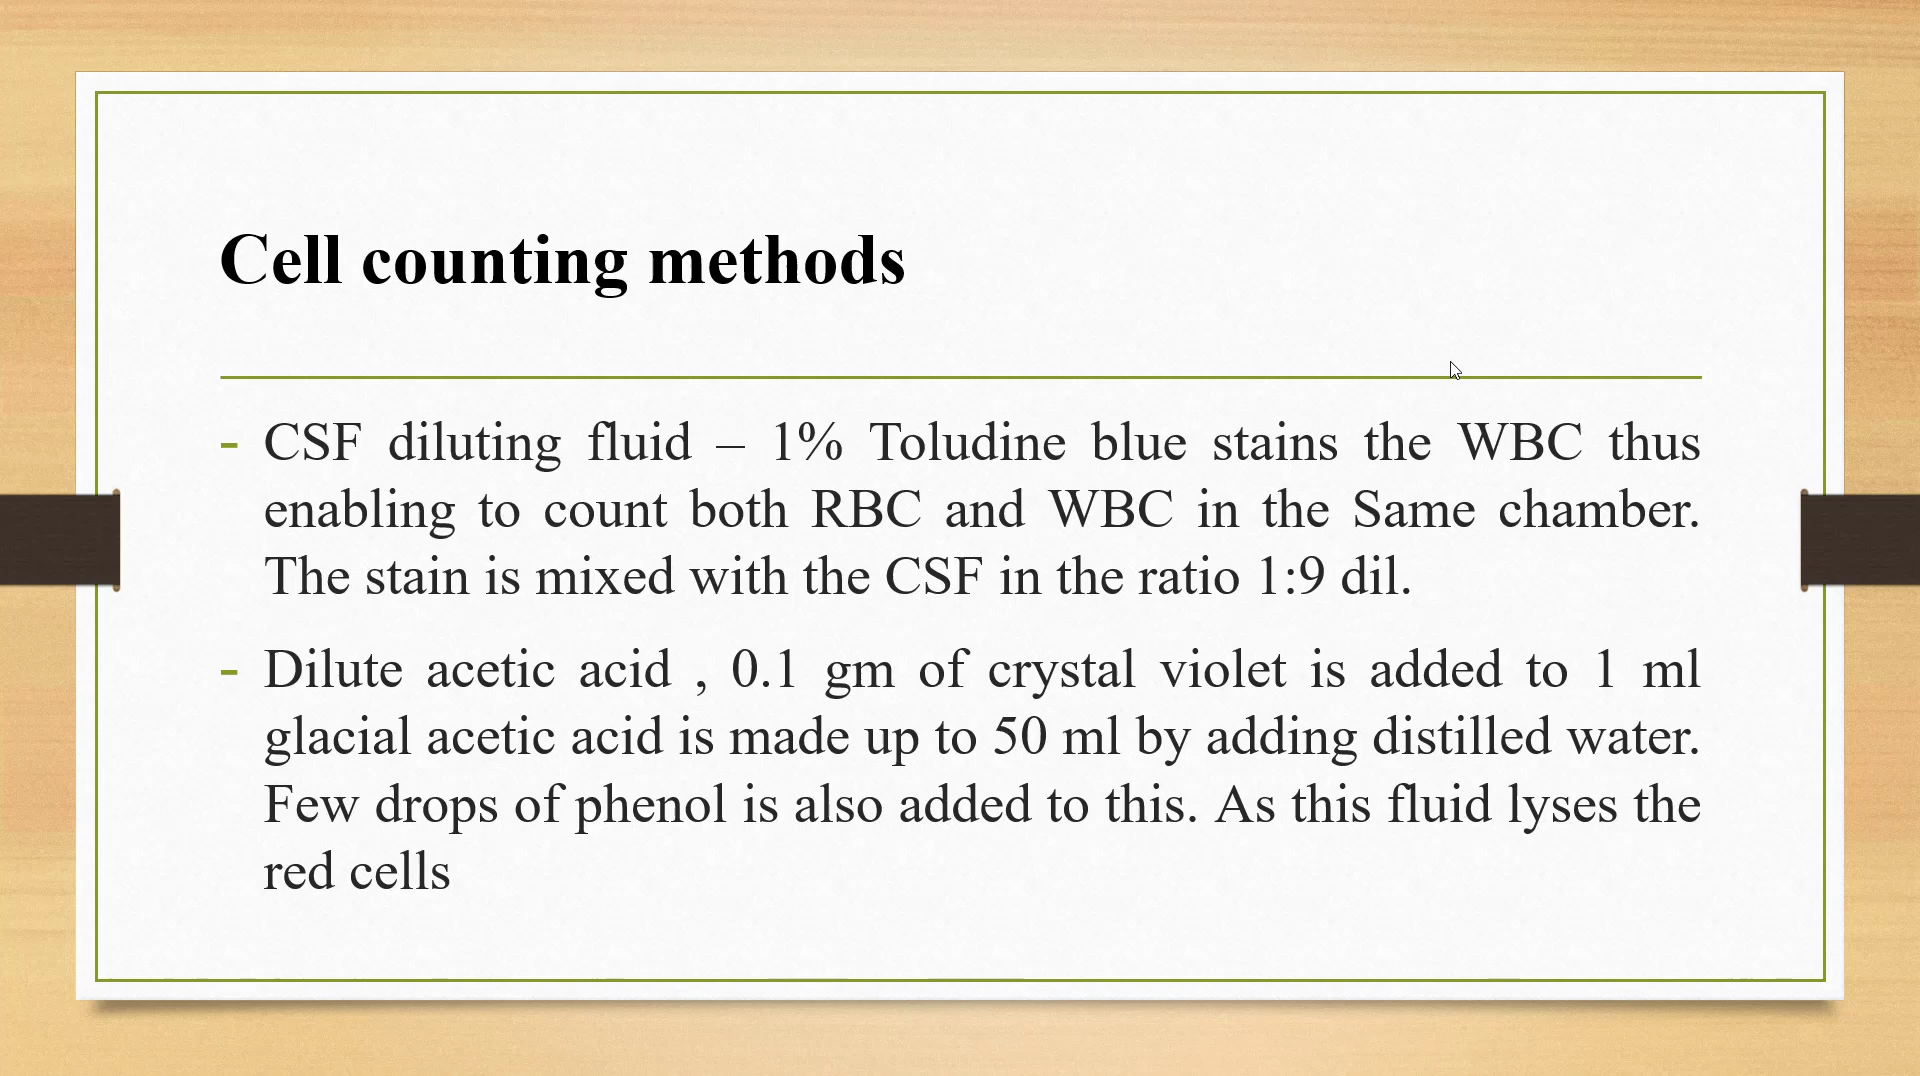 Cell counting methods
- CSF diluting fluid – 1% Toludine blue stains the WBC thus
enabling to count both RBC and WBC in the Same chamber.
The stain is mixed with the CSF in the ratio 1:9 dil.
- Dilute acetic acid , 0.1 gm of crystal violet is added to 1 ml
glacial acetic acid is made up to 50 ml by adding distilled water.
Few drops of phenol is also added to this. As this fluid lyses the
red cells